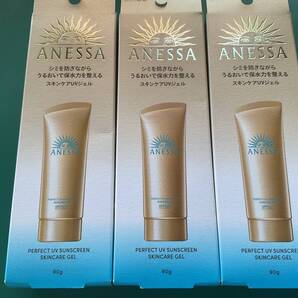 ANESSA
シミを防ぎながら
うるおいで保水力を整える
スキンケアUVジェル
ANESSA
PERFECT UV SUNSCREEN
SKINCARE GEL
90g
ANESSA
シミを防ぎながら
うるおいで保水力を整える
スキンケアUVジェル
ANESSA
PERFECT UV SUNSCREEN
SKINCARE GEL
90g
ANESSA
シミを防ぎながら
うるおいで保水力を整える
スキンケアUVジェル
ANESSA
PERFECT UV SUNSCREEN
SKINCARE GEL
90g